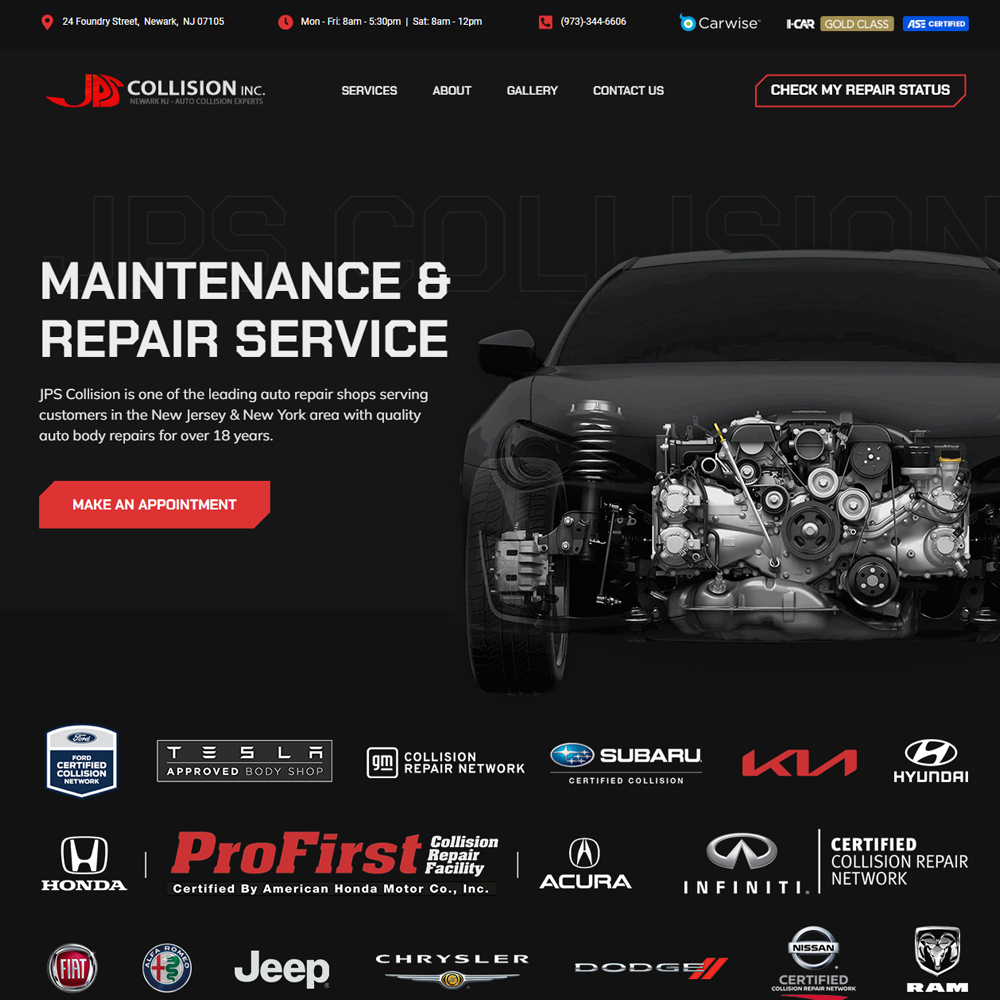 24 Foundry Street, Newark, NJ 07105
Mon - Fri: 8am - 5:30pm | Sat: 8am - 12pm
(973)-344-6606
Carwise
I-CAR GOLD CLASS
ASE CERTIFIED
JPS COLLISION INC.
NEWARK NJ - AUTO COLLISION EXPERTS
SERVICES
ABOUT
GALLERY
CONTACT US
CHECK MY REPAIR STATUS
JPS COLLISION
MAINTENANCE &
REPAIR SERVICE
JPS Collision is one of the leading auto repair shops serving
customers in the New Jersey & New York area with quality
auto body repairs for over 18 years.
MAKE AN APPOINTMENT
Ford
FORD
CERTIFIED
COLLISION
NETWORK
TESLA
APPROVED BODY SHOP
gm
COLLISION
REPAIR NETWORK
SUBARU
CERTIFIED COLLISION
KIA
HYUNDAI
HONDA
ProFirst
Collision
Repair
Facility
Certified By American Honda Motor Co., Inc.
ACURA
INFINITI®
CERTIFIED
COLLISION REPAIR
NETWORK
FIAT
ALFA ROMEO
Jeep
CHRYSLER
DODGE
NISSAN
CERTIFIED
COLLISION REPAIR NETWORK
RAM